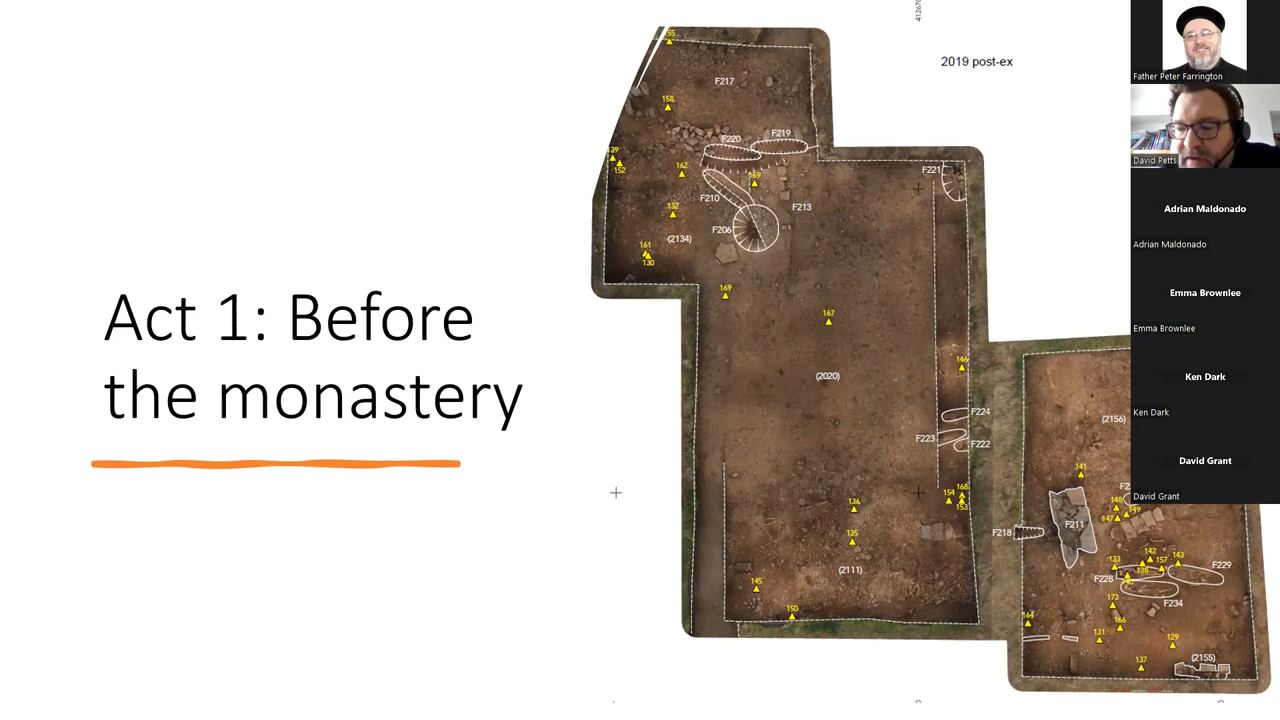 Act 1: Before
the monastery
2019 post-ex
155
F217
158
F220
F219
139
152
162
159
F221
F210
F213
132
F206
(2134)
161
130
169
167
146
(2020)
F224
F223
F222
(2156)
141
168
154
153
136
148
149
147
F218
F211
135
142
143
157
133
138
(2111)
F228
F229
145
F234
173
150
164
166
131
129
(2155)
137
Father Peter Farrington
David Petts
Adrian Maldonado
Adrian Maldonado
Emma Brownlee
Emma Brownlee
Ken Dark
Ken Dark
David Grant
David Grant